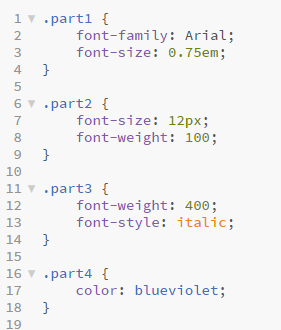 1 ▼ .part1 {
2 font-family: Arial;
3 font-size: 0.75em;
4 }
5
6 ▼ .part2 {
7 font-size: 12px;
8 font-weight: 100;
9 }
10
11 ▼ .part3 {
12 font-weight: 400;
13 font-style: italic;
14 }
15
16 ▼ .part4 {
17 color: blueviolet;
18 }
19